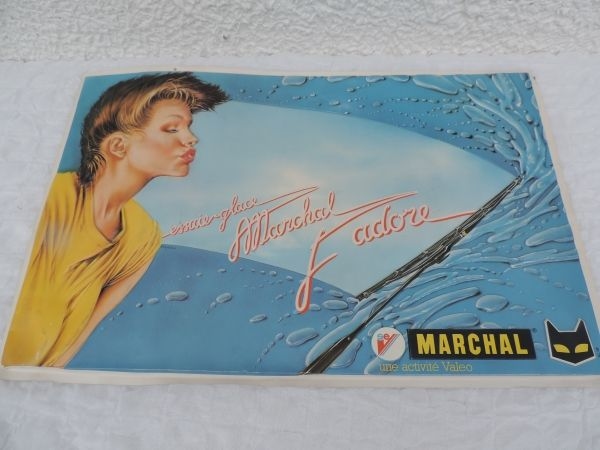 essuie-glace
Marchal
J'adore
MARCHAL
une activité Valeo